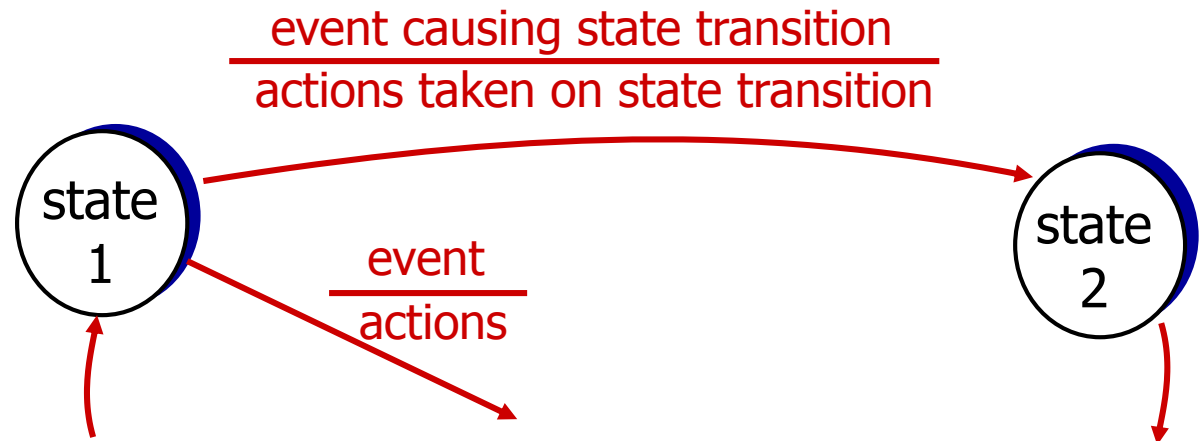 event causing state transition
actions taken on state transition
state
1
event
actions
state
2